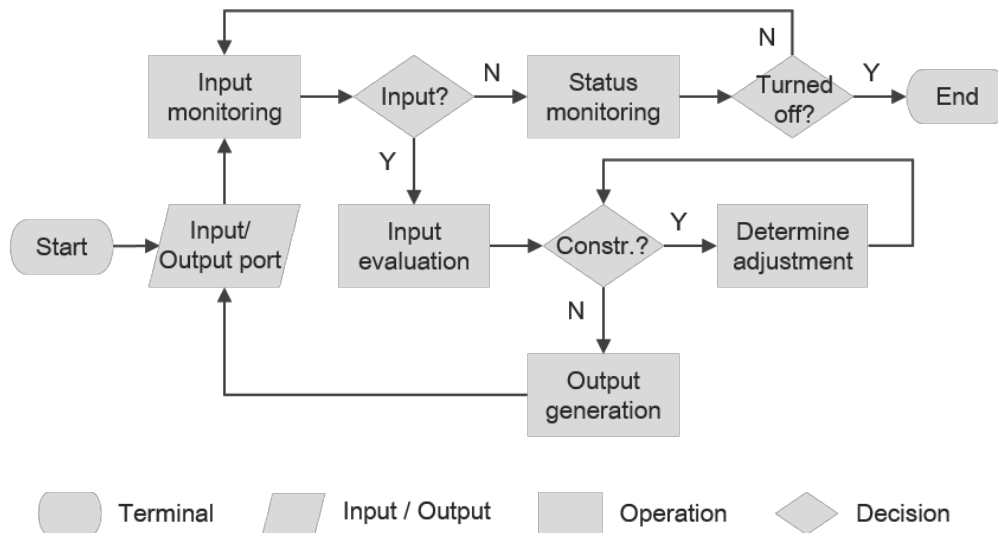 N
Input
monitoring
Input?
N
Status
monitoring
Turned
off?
Y
End
Y
Start
Input/
Output port
Input
evaluation
Constr.?
Y
Determine
adjustment
N
Output
generation
Terminal
Input / Output
Operation
Decision